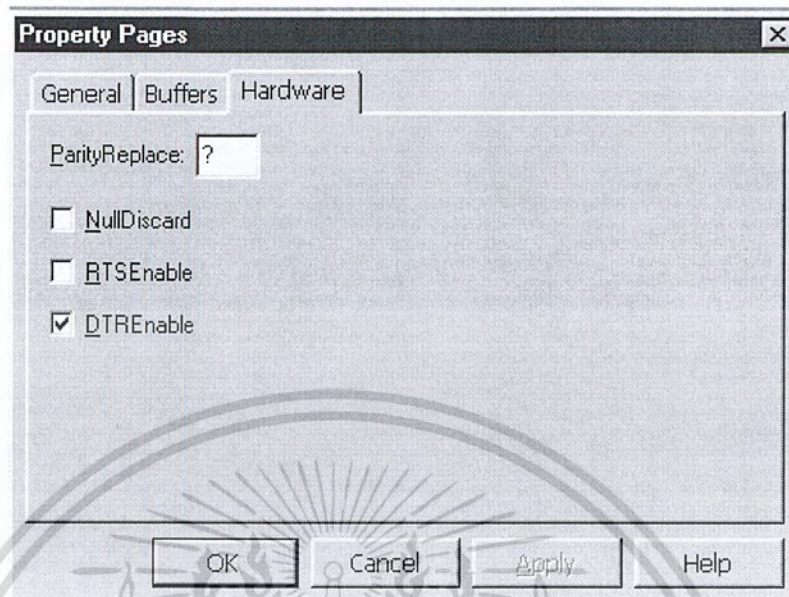 Property Pages
General Buffers Hardware
ParityReplace: ?
NullDiscard
RTSEnable
DTREnable
OK Cancel Apply Help